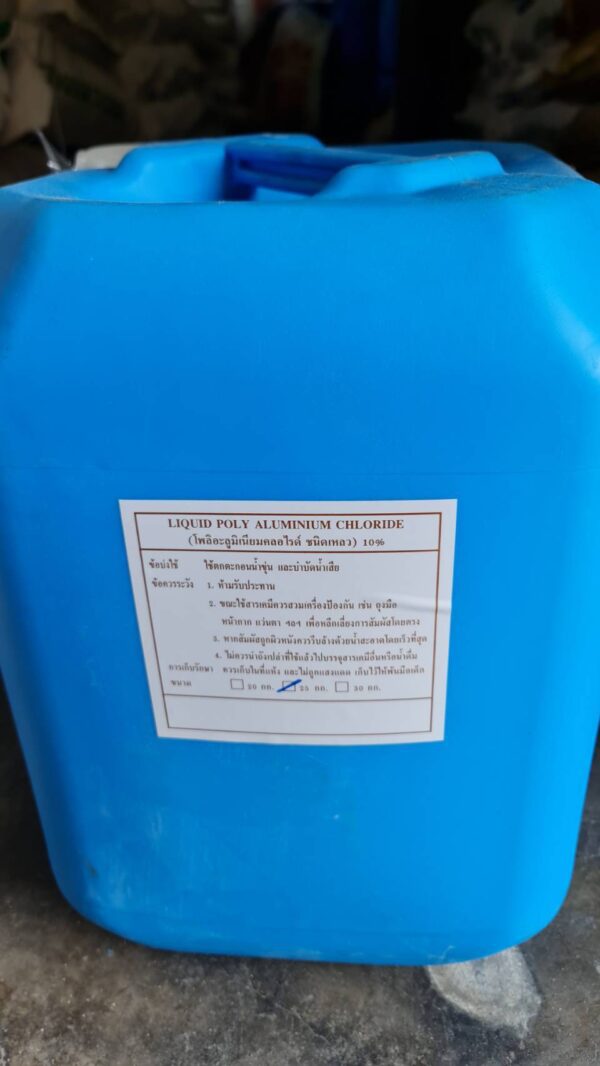 LIQUID POLY ALUMINIUM CHLORIDE
(โพลิอะลูมิเนียมคลอไรด์ ชนิดเหลว) 10%
ข้อบ่งใช้ ใช้ตกตะกอนน้ำขุ่น และบำบัดน้ำเสีย
ข้อควรระวัง 1. ห้ามรับประทาน
2. ขณะใช้สารเคมีควรสวมเครื่องป้องกัน เช่น ถุงมือ
หน้ากาก แว่นตา ฯลฯ เพื่อหลีกเลี่ยงการสัมผัสโดยตรง
3. หากสัมผัสถูกผิวหนังควรรีบล้างด้วยน้ำสะอาดโดยเร็วที่สุด
4. ไม่ควรนำถังเปล่าที่ใช้แล้วไปบรรจุสารเคมีอื่นหรือน้ำดื่ม
การเก็บรักษา ควรเก็บในที่แห้ง และไม่ถูกแสงแดด เก็บไว้ให้พ้นมือเด็ก
ขนาด 20 กก. 25 กก. 30 กก.